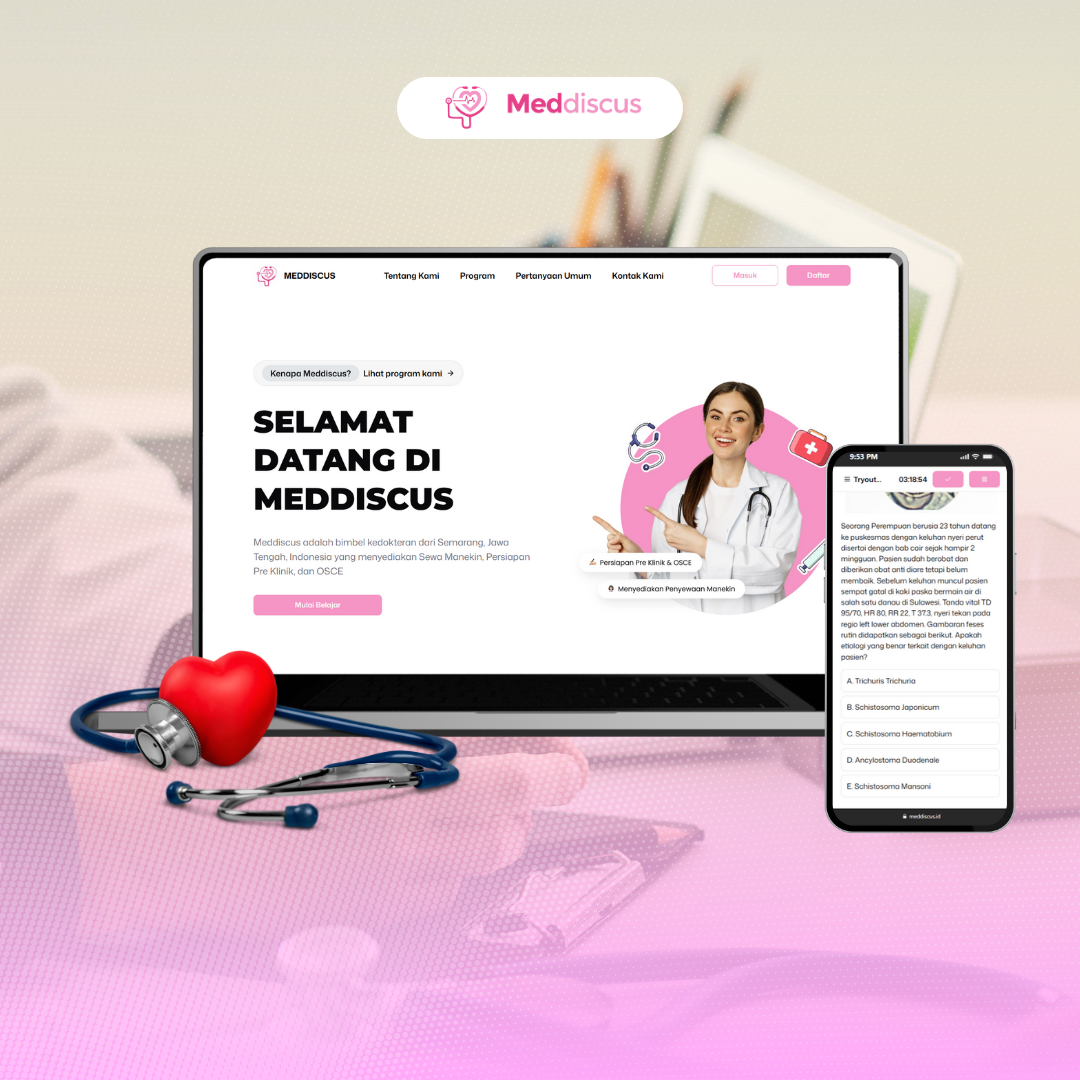 Meddiscus
MEDDISCUS
Tentang Kami
Program
Pertanyaan Umum
Kontak Kami
Masuk
Daftar
Kenapa Meddiscus?
Lihat program kami →
SELAMAT
DATANG DI
MEDDISCUS
Meddiscus adalah bimbel kedokteran dari Semarang, Jawa
Tengah, Indonesia yang menyediakan Sewa Manekin, Persiapan
Pre Klinik, dan OSCE
Mulai Belajar
Persiapan Pre Klinik & OSCE
Menyediakan Penyewaan Manekin
9:53 PM
Tryout...
03:18:54
Seorang Perempuan berusia 23 tahun datang
ke puskesmas dengan keluhan nyeri perut
disertai dengan bab cair sejak hampir 2
mingguan. Pasien sudah berobat dan
diberikan obat anti diare tetapi belum
membaik. Sebelum keluhan muncul pasien
sempat gatal di kaki paska bermain air di
salah satu danau di Sulawesi. Tanda vital TD
95/70, HR 80, RR 22, T 37.3, nyeri tekan pada
regio left lower abdomen. Gambaran feses
rutin didapatkan sebagai berikut. Apakah
etiologi yang benar terkait dengan keluhan
pasien?
A. Trichuris Trichuria
B. Schistosoma Japonicum
C. Schistosoma Haematobium
D. Ancylostoma Duodenale
E. Schistosoma Mansoni
meddiscus.id